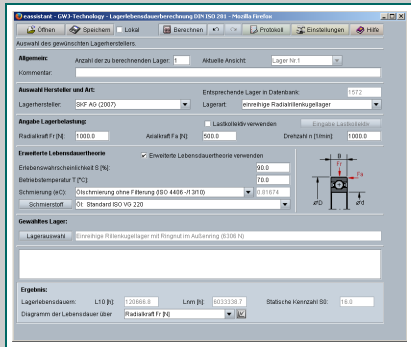 eassistant - GWJ-Technology - Lagerlebensdauerberechnung DIN ISO 281 - Mozilla Firefox
Öffnen Speichern Lokal Berechnen Protokoll Einstellungen Hilfe
Auswahl des gewünschten Lagerherstellers.
Allgemein: Anzahl der zu berechnenden Lager: 1 Aktuelle Ansicht: Lager Nr.1
Kommentar:
Auswahl Hersteller und Art: Entsprechende Lager in Datenbank: 1572
Lagerhersteller: SKF AG (2007) Lagerart: einreihige Radialrillenkugellager
Angabe Lagerbelastung: Lastkollektiv verwenden Eingabe Lastkollektiv
Radialkraft Fr [N]: 1000.0 Axialkraft Fa [N]: 500.0 Drehzahl n [1/min]: 1000.0
Erweiterte Lebensdauertheorie Erweiterte Lebensdauertheorie verwenden
Erlebenswahrscheinlichkeit S [%]: 90.0
Betriebstemperatur T [°C]: 70.0
Schmierung (eC): Ölschmierung ohne Filterung (ISO 4406 -/13/10) 0.01674
Schmierstoff Öl: Standard ISO VG 220
B
Fr
Fa
øD ød
Gewähltes Lager:
Lagerauswahl Einreihige Rillenkugellager mit Ringnut im Außenring (6306 N)
Ergebnis:
Lagerlebensdauern: L10 [h]: 120666.8 Lnm [h]: 6033338.7 Statische Kennzahl S0: 16.0
Diagramm der Lebensdauer über Radialkraft Fr [N]